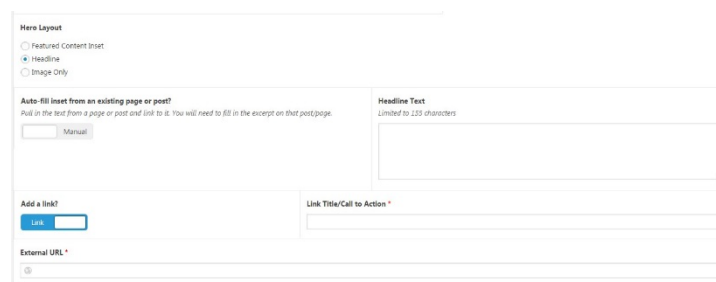 Hero Layout
Featured Content Inset
Headline
Image Only
Auto-fill inset from an existing page or post?
Pull in the text from a page or post and link to it. You will need to fill in the excerpt on that post/page.
Manual
Headline Text
Limited to 155 characters
Add a link?
Link
Link Title/Call to Action *
External URL *